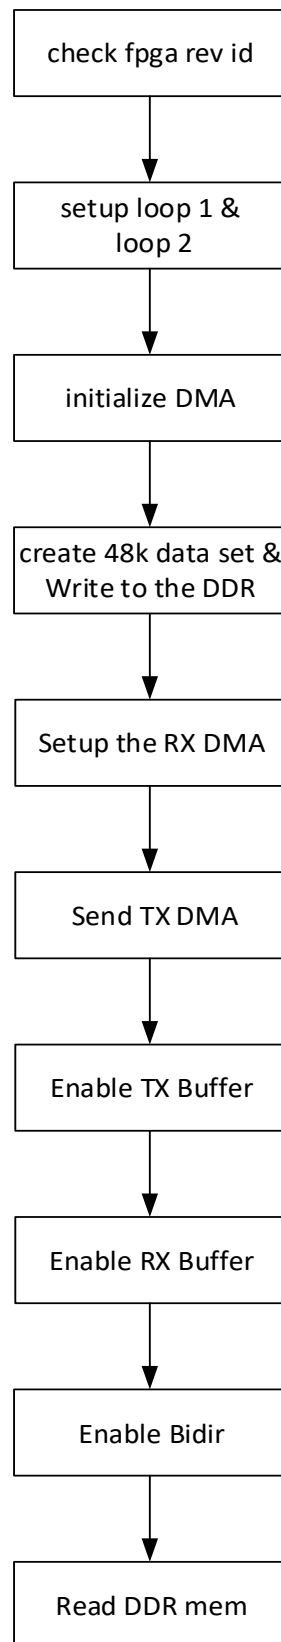 check fpga rev id
setup loop 1 &
loop 2
initialize DMA
create 48k data set &
Write to the DDR
Setup the RX DMA
Send TX DMA
Enable TX Buffer
Enable RX Buffer
Enable Bidir
Read DDR mem